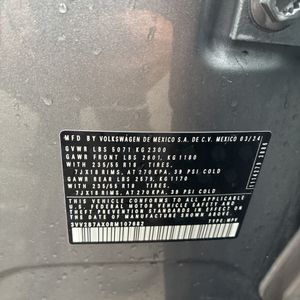 MFD. BY VOLKSWAGEN DE MEXICO S.A. DE C.V. MEXICO 03/24
GVWR LBS 5071 KG 2300
GAWR FRONT LBS 2601, KG 1180
WITH 235/55 R18 TIRES,
7JX18 RIMS, AT 270 KPA, 39 PSI COLD
GAWR REAR LBS 2575, KG 1170
WITH 235/55 R18 TIRES,
7JX18 RIMS, AT 270 KPA, 39 PSI COLD
THIS VEHICLE CONFORMS TO ALL APPLICABLE
FEDERAL MOTOR VEHICLE SAFETY AND
THEFT PREVENTION STANDARDS IN EFFECT ON THE
DATE OF MANUFACTURE SHOWN ABOVE
TYPE: MPV